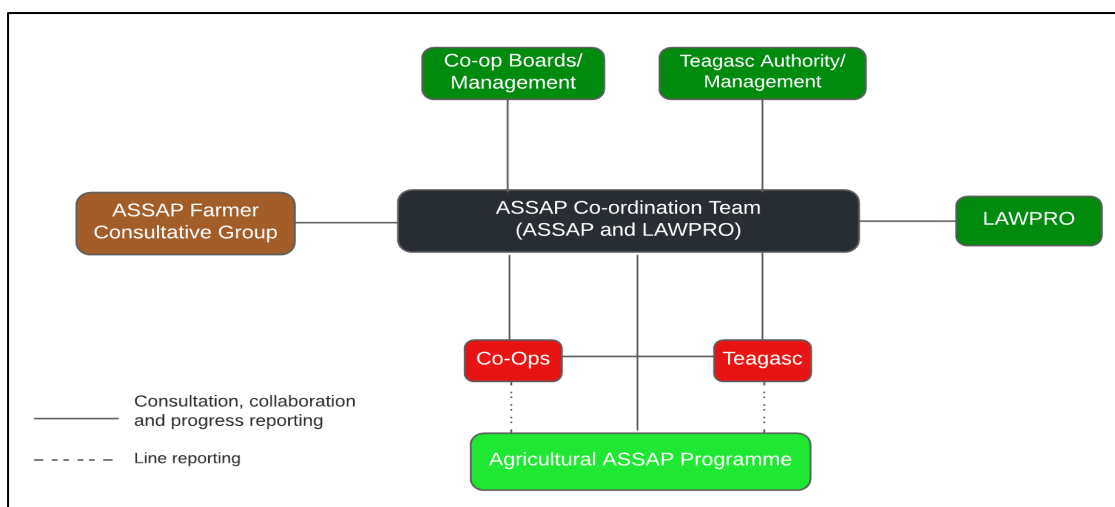 Co-op Boards/
Management
Teagasc Authority/
Management
ASSAP Farmer
Consultative Group
ASSAP Co-ordination Team
(ASSAP and LAWPRO)
LAWPRO
Co-Ops
Teagasc
Consultation, collaboration
and progress reporting
Line reporting
Agricultural ASSAP Programme